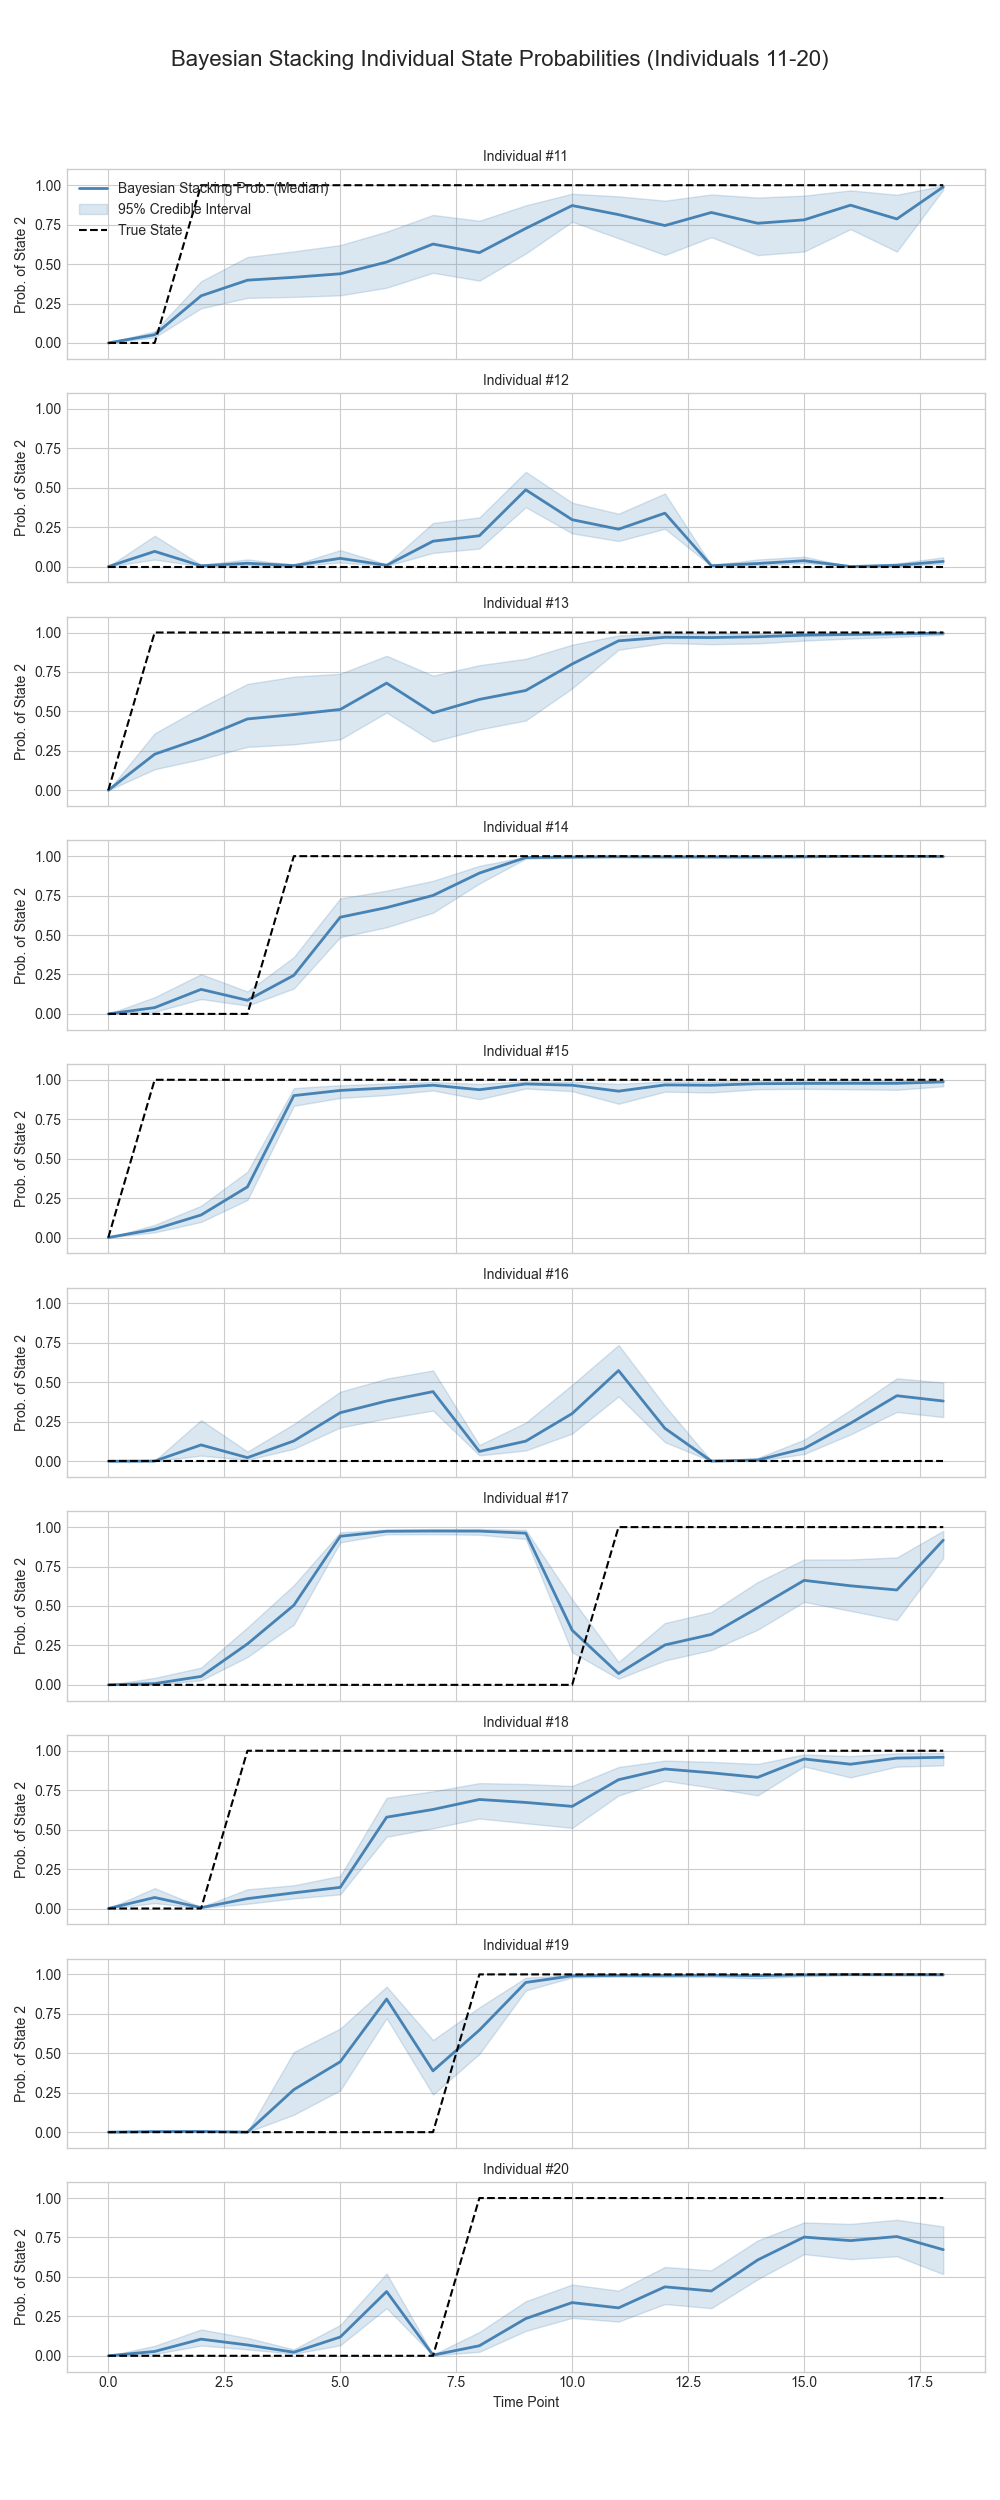 Bayesian Stacking Individual State Probabilities (Individuals 11-20)
Individual #11
Prob. of State 2
1.00
0.75
0.50
0.25
0.00
Bayesian Stacking Prob. (Median)
95% Credible Interval
True State
Individual #12
Prob. of State 2
1.00
0.75
0.50
0.25
0.00
Individual #13
Prob. of State 2
1.00
0.75
0.50
0.25
0.00
Individual #14
Prob. of State 2
1.00
0.75
0.50
0.25
0.00
Individual #15
Prob. of State 2
1.00
0.75
0.50
0.25
0.00
Individual #16
Prob. of State 2
1.00
0.75
0.50
0.25
0.00
Individual #17
Prob. of State 2
1.00
0.75
0.50
0.25
0.00
Individual #18
Prob. of State 2
1.00
0.75
0.50
0.25
0.00
Individual #19
Prob. of State 2
1.00
0.75
0.50
0.25
0.00
Individual #20
Prob. of State 2
1.00
0.75
0.50
0.25
0.00
0.0 2.5 5.0 7.5 10.0 12.5 15.0 17.5
Time Point